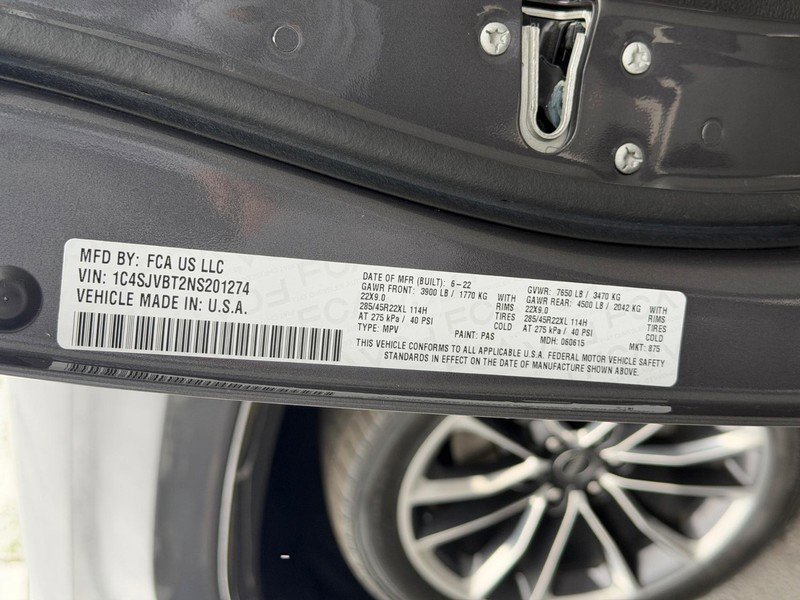 MFD BY: FCA US LLC
VIN: 1C4SJVBT2NS201274
VEHICLE MADE IN: U.S.A.
DATE OF MFR (BUILT): 6-22
GAWR FRONT: 3900 LB / 1770 KG WITH
22X9.0 RIMS
285/45R22XL 114H TIRES
AT 275 kPa / 40 PSI COLD
TYPE: MPV PAINT: PAS
GVWR: 7650 LB / 3470 KG
GAWR REAR: 4500 LB / 2042 KG WITH
22X9.0 RIMS
285/45R22XL 114H TIRES
AT 275 kPa / 40 PSI COLD
MDH: 060615 MKT: 875
THIS VEHICLE CONFORMS TO ALL APPLICABLE U.S.A. FEDERAL MOTOR VEHICLE SAFETY
STANDARDS IN EFFECT ON THE DATE OF MANUFACTURE SHOWN ABOVE.